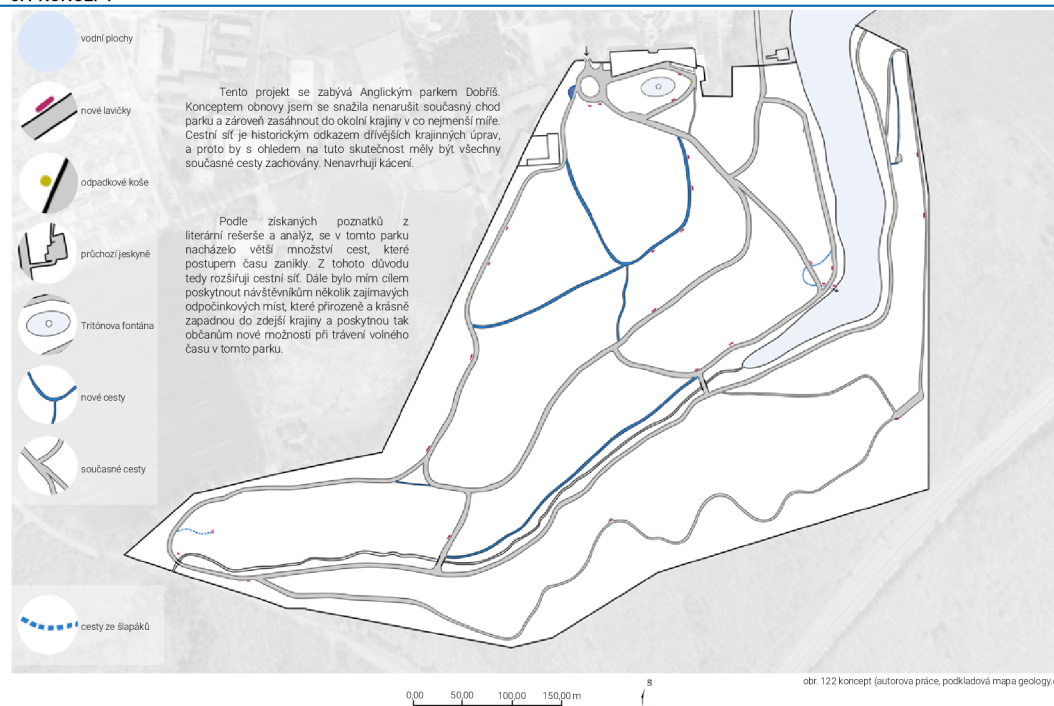 vodní plochy
nové lavičky
odpadkové koše
průchozí jeskyně
Tritónova fontána
nové cesty
současné cesty
cesty ze šlapáků
Tento projekt se zabývá Anglickým parkem Dobříš.
Konceptem obnovy jsem se snažila nenarušit současný chod
parku a zároveň zasáhnout do okolní krajiny v co nejmenší míře.
Cestní síť je historickým odkazem dřívějších krajinných úprav,
a proto by s ohledem na tuto skutečnost měly být všechny
současné cesty zachovány. Nenavrhuji kácení.
Podle získaných poznatků z
literární rešerše a analýz, se v tomto parku
nacházelo větší množství cest, které
postupem času zanikly. Z tohoto důvodu
tedy rozšiřuji cestní síť. Dále bylo mím cílem
poskytnout návštěvníkům několik zajímavých
odpočinkových míst, které přirozeně a krásně
zapadnou do zdejší krajiny a poskytnou tak
občanům nové možnosti při trávení volného
času v tomto parku.
obr. 122 koncept (autorova práce, podkladová mapa geology.
0,00 50,00 100,00 150,00 m
S